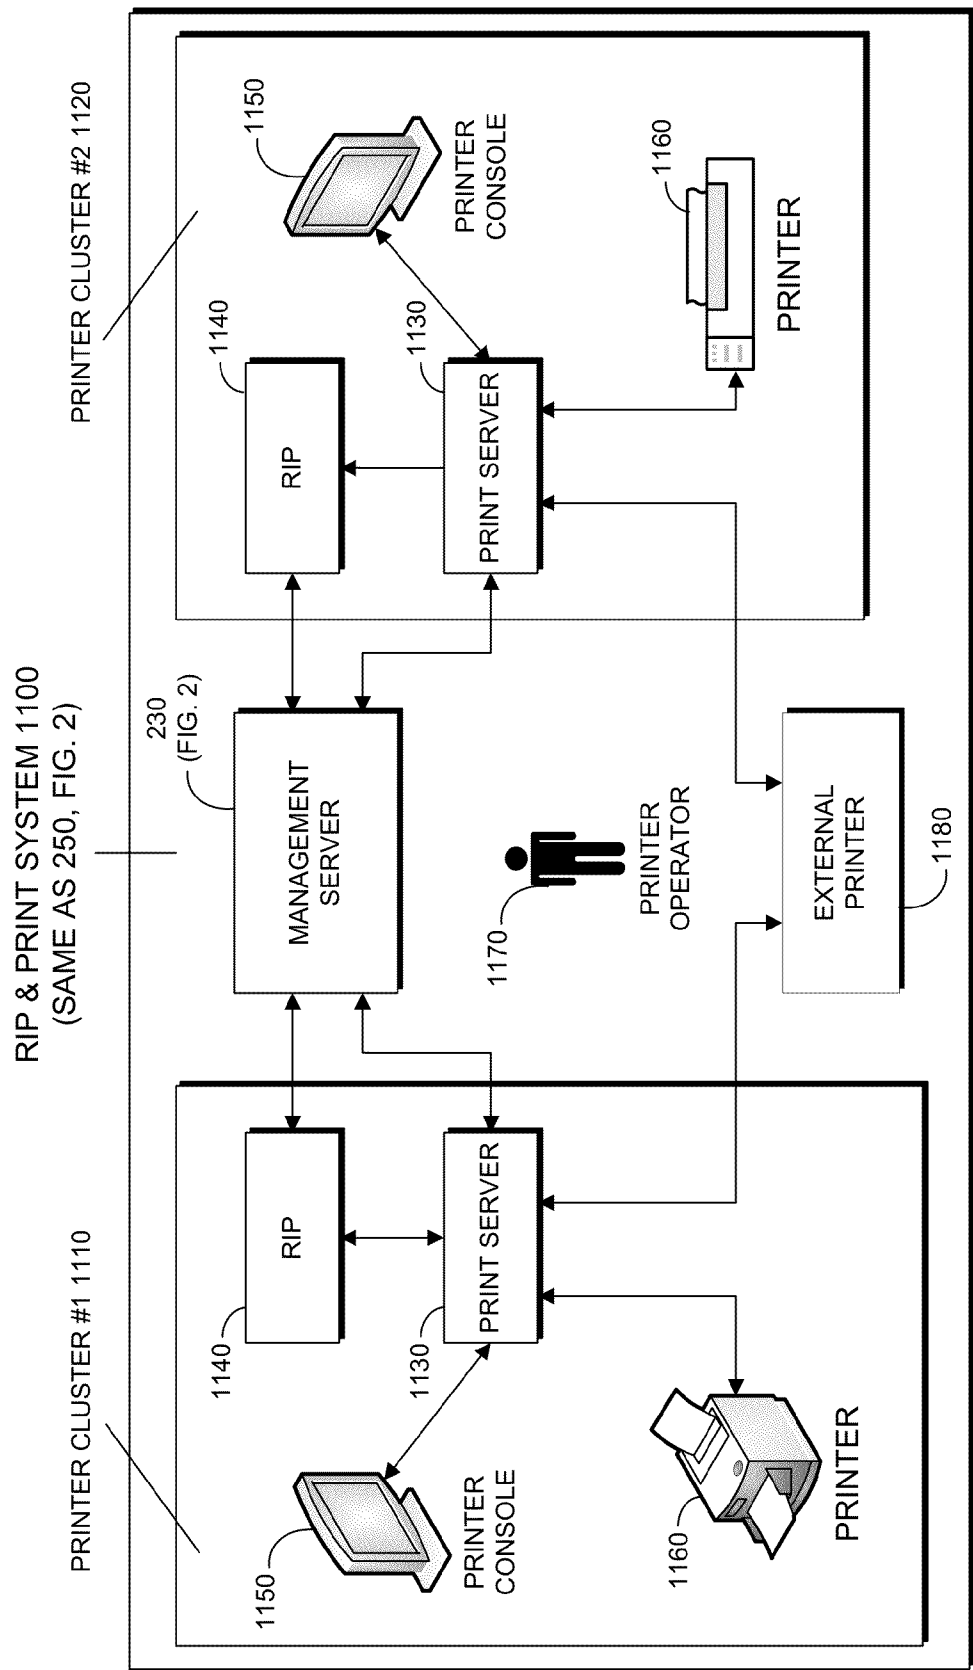 RIP & PRINT SYSTEM 1100
(SAME AS 250, FIG. 2)
PRINTER CLUSTER #1 1110
PRINTER CLUSTER #2 1120
1140
RIP
230
(FIG. 2)
MANAGEMENT
SERVER
1140
RIP
1150
PRINTER
CONSOLE
1130
PRINT SERVER
1130
PRINT SERVER
1150
PRINTER
CONSOLE
1170
PRINTER
OPERATOR
1160
PRINTER
EXTERNAL
PRINTER
1180
1160
PRINTER